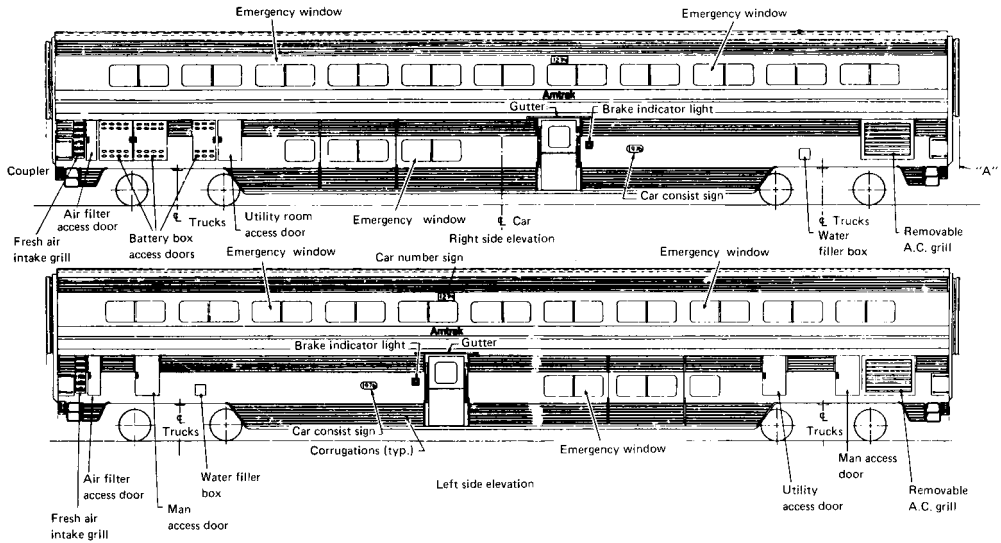 Emergency window
Emergency window
Amtrak
Gutter
Brake indicator light
1976
Coupler
"A"
Car consist sign
Air filter
access door
℄
Trucks
Utility room
access door
Emergency window
℄ Car
℄
Trucks
Water
filler box
Fresh air
intake grill
Battery box
access doors
Right side elevation
Removable
A.C. grill
Emergency window
Car number sign
Emergency window
Amtrak
Brake indicator light
Gutter
1976
℄
Trucks
Car consist sign
Corrugations (typ.)
Emergency window
℄
Trucks
Man access
door
Air filter
access door
Water filler
box
Left side elevation
Utility
access door
Removable
A.C. grill
Fresh air
intake grill
Man
access door